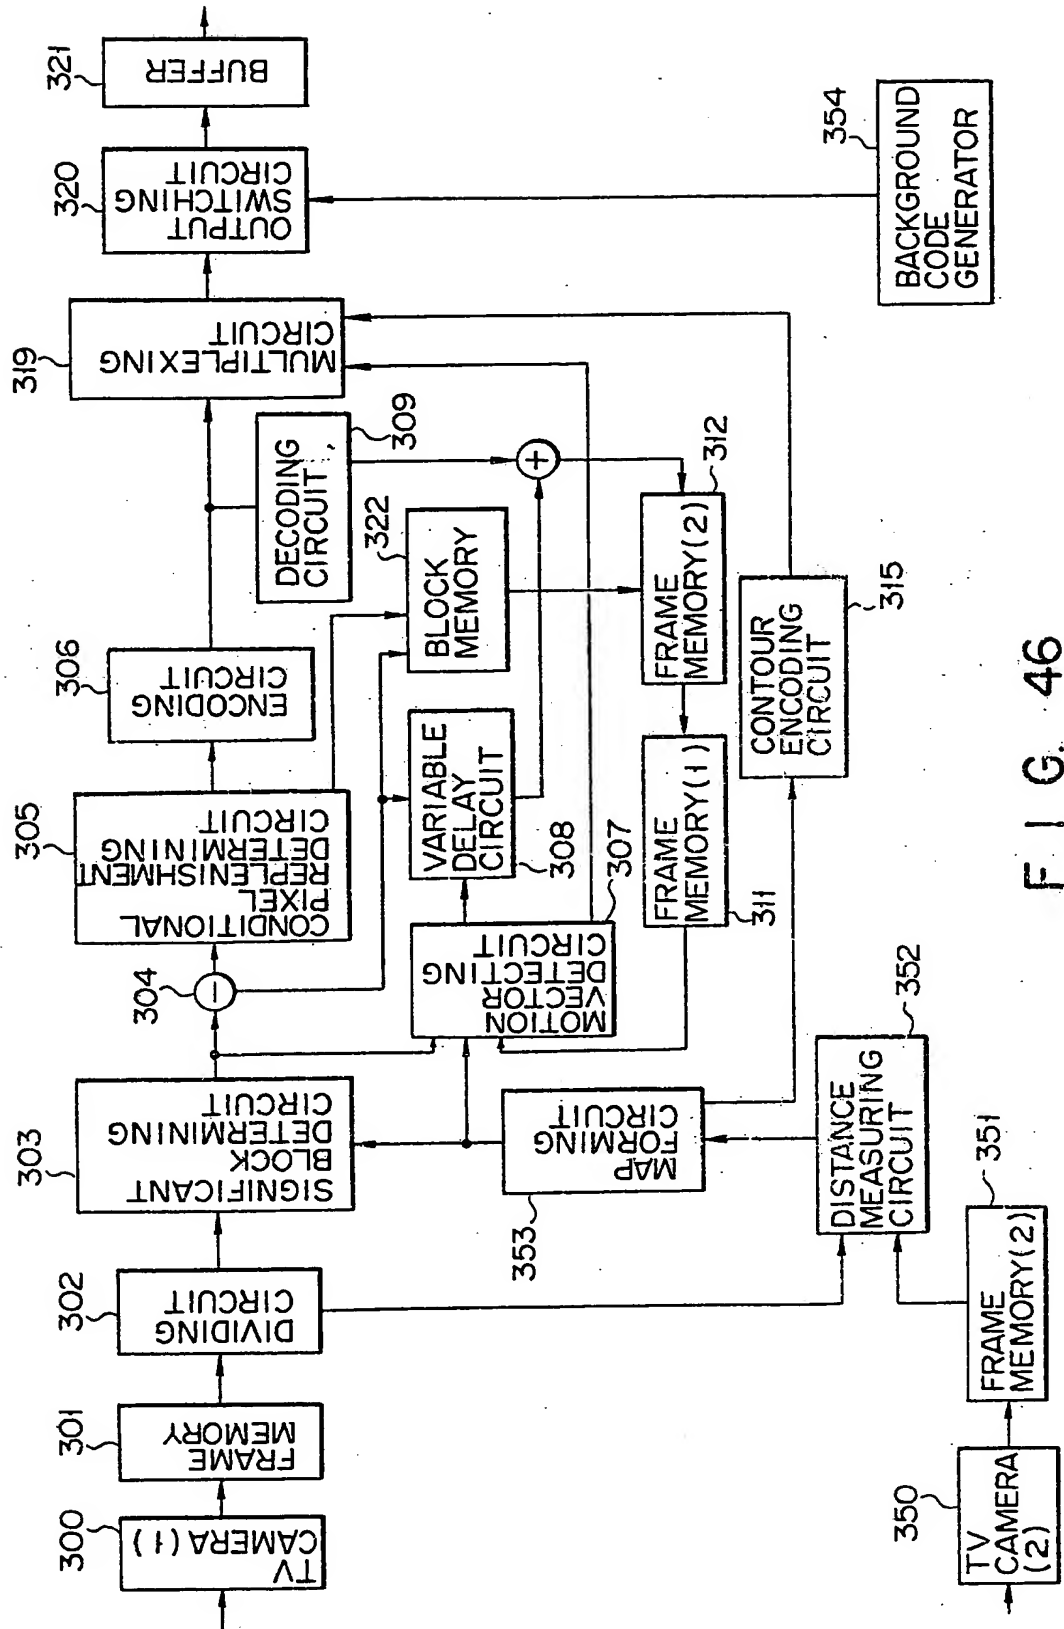 300
TV
CAMERA (1)
301
FRAME
MEMORY
302
DIVIDING
CIRCUIT
303
SIGNIFICANT
BLOCK
DETERMINING
CIRCUIT
304
−
305
CONDITIONAL
PIXEL
REPLENISHMENT
DETERMINING
CIRCUIT
306
ENCODING
CIRCUIT
319
MULTIPLEXING
CIRCUIT
320
OUTPUT
SWITCHING
CIRCUIT
321
BUFFER
DECODING
CIRCUIT
309
322
BLOCK
MEMORY
VARIABLE
DELAY
CIRCUIT
308
MOTION
VECTOR
DETECTING
CIRCUIT
307
+
FRAME
MEMORY(2)
312
FRAME
MEMORY(1)
311
MAP
FORMING
CIRCUIT
353
CONTOUR
ENCODING
CIRCUIT
315
DISTANCE
MEASURING
CIRCUIT
352
350
TV
CAMERA
(2)
FRAME
MEMORY(2)
351
BACKGROUND
CODE
GENERATOR
354
F I G. 46